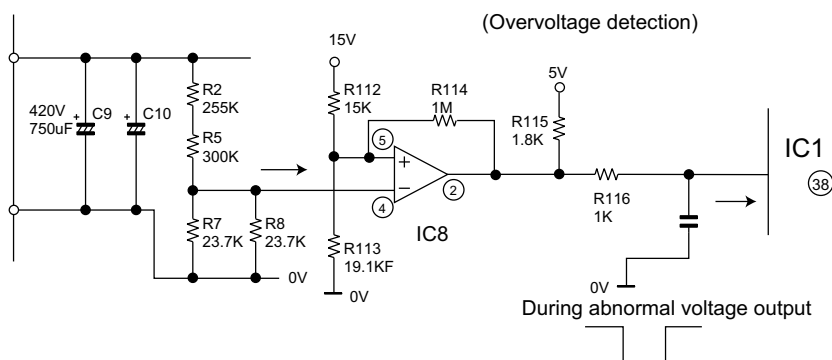 (Overvoltage detection)
15V
5V
R112
15K
R114
1M
R115
1.8K
R2
255K
420V
750uF
+
C9
+
C10
R5
300K
5
+
−
4
2
IC8
R116
1K
IC1
38
R7
23.7K
R8
23.7K
R113
19.1KF
0V
0V
0V
During abnormal voltage output